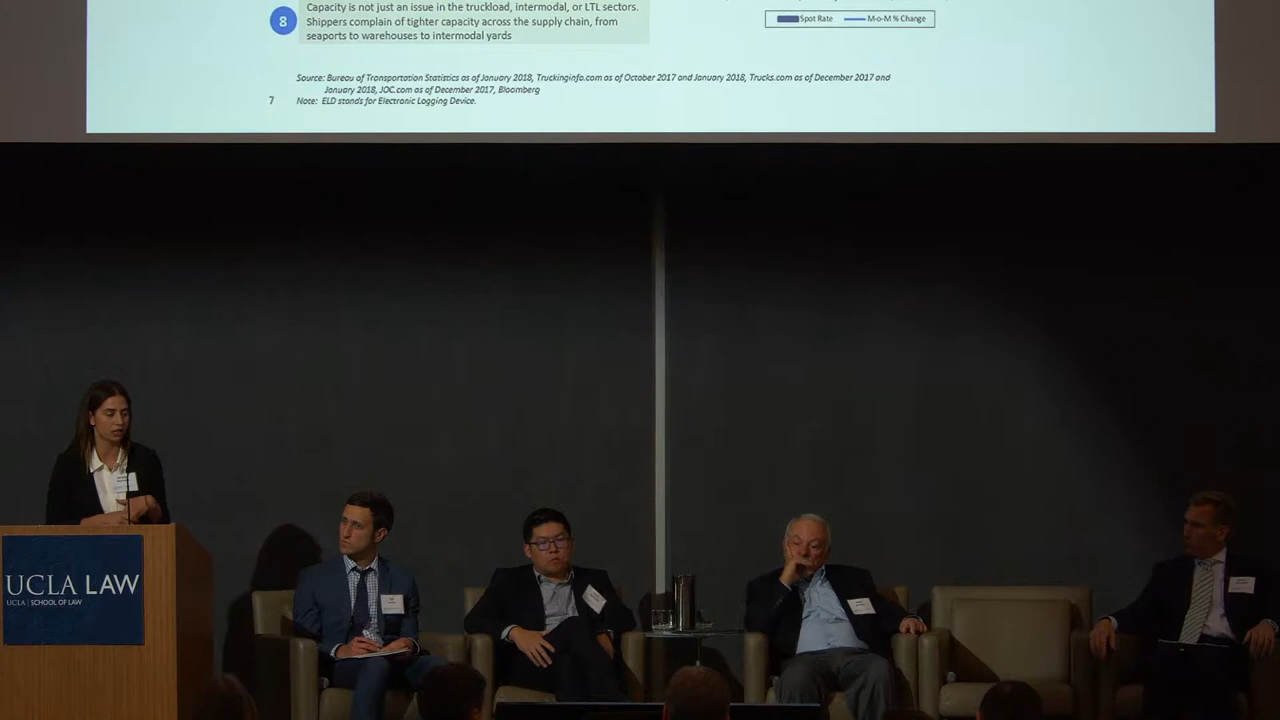 Capacity is not just an issue in the truckload, intermodal, or LTL sectors.
8
Shippers complain of tighter capacity across the supply chain, from
seaports to warehouses to intermodal yards
Spot Rate M-o-M % Change
Source: Bureau of Transportation Statistics as of January 2018, Truckinginfo.com as of October 2017 and January 2018, Trucks.com as of December 2017 and
January 2018, JOC.com as of December 2017, Bloomberg
7
Note: ELD stands for Electronic Logging Device.
UCLA LAW
UCLA | SCHOOL OF LAW